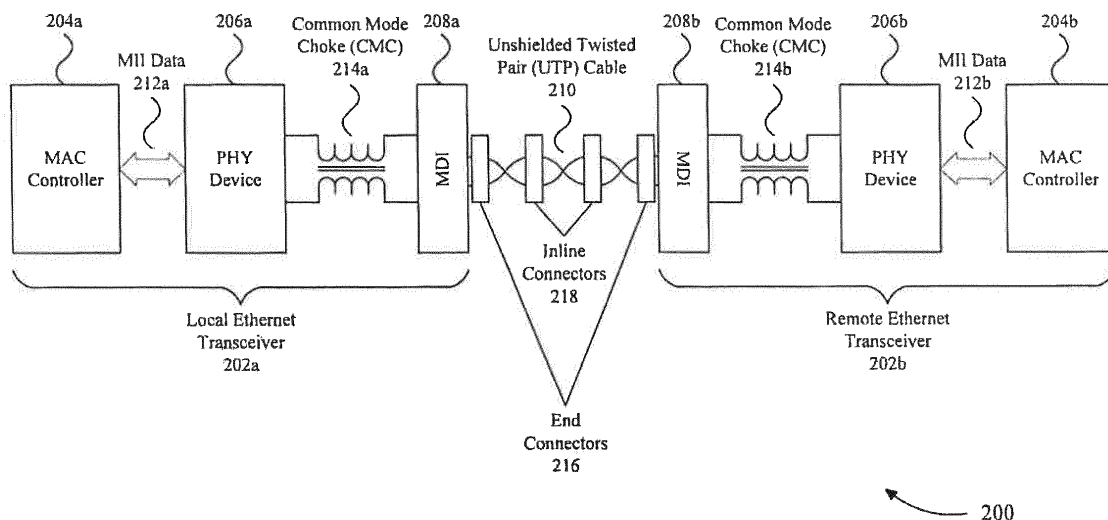 204a
206a
Common Mode
Choke (CMC)
214a
208a
Unshielded Twisted
Pair (UTP) Cable
210
208b
Common Mode
Choke (CMC)
214b
206b
204b
MII Data
212a
MII Data
212b
MAC
Controller
PHY
Device
MDI
MDI
PHY
Device
MAC
Controller
Inline
Connectors
218
Local Ethernet
Transceiver
202a
Remote Ethernet
Transceiver
202b
End
Connectors
216
200